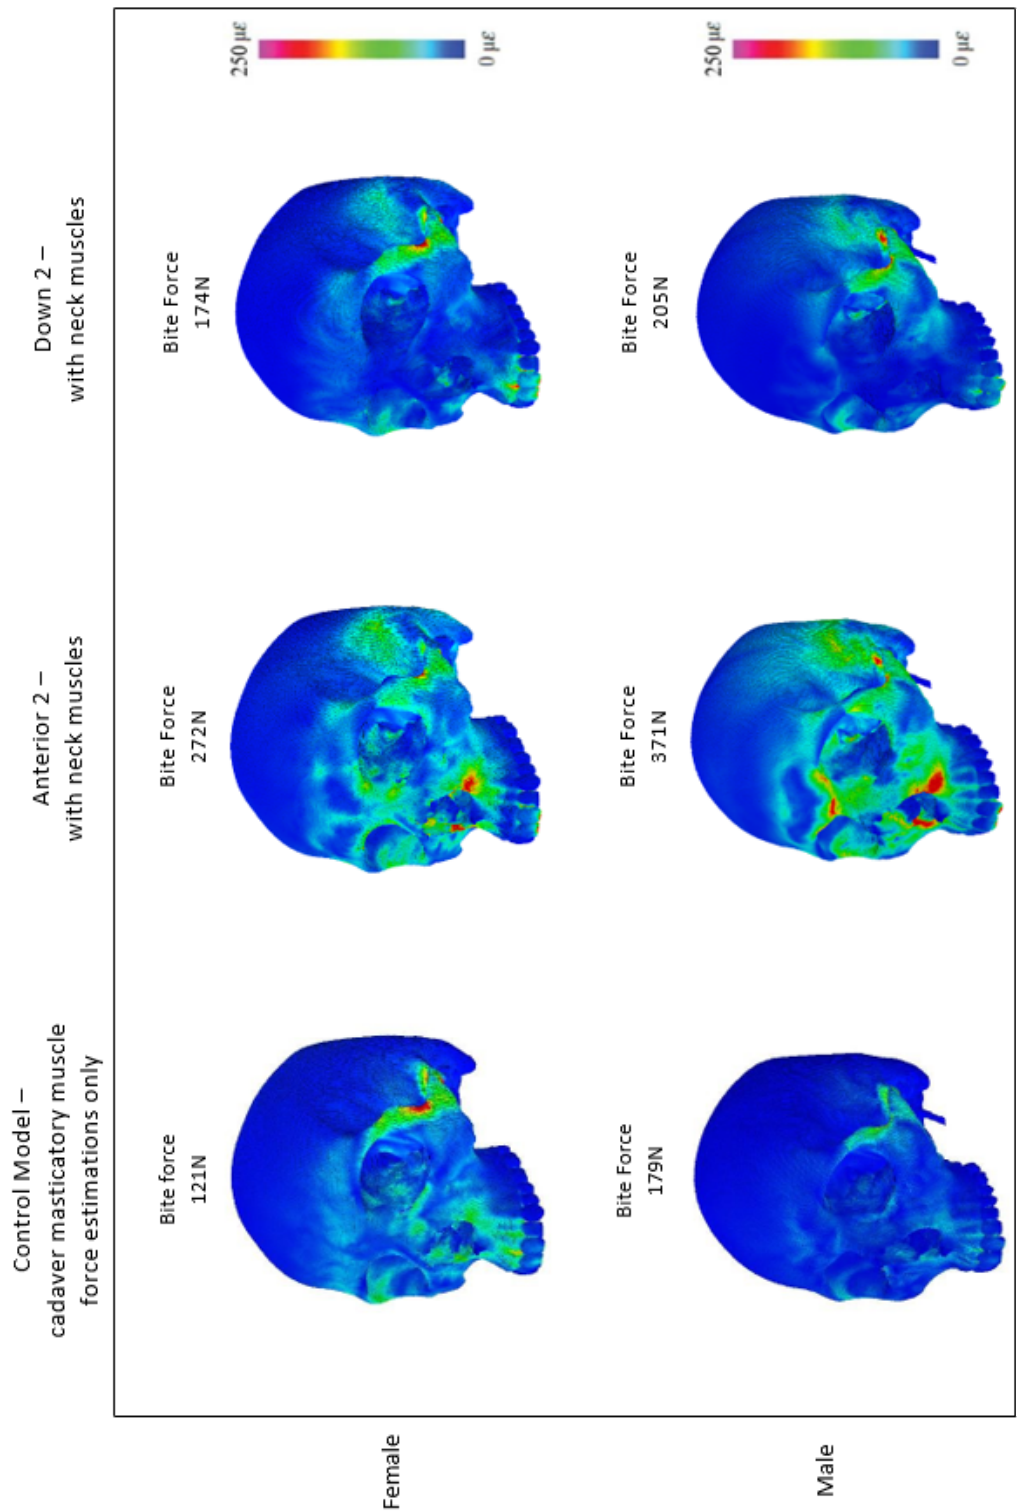 Control Model –
cadaver masticatory muscle
force estimations only
Anterior 2 –
with neck muscles
Down 2 –
with neck muscles
Female
Bite force
121N
Bite Force
272N
Bite Force
174N
250 με
0 με
Male
Bite Force
179N
Bite Force
371N
Bite Force
205N
250 με
0 με